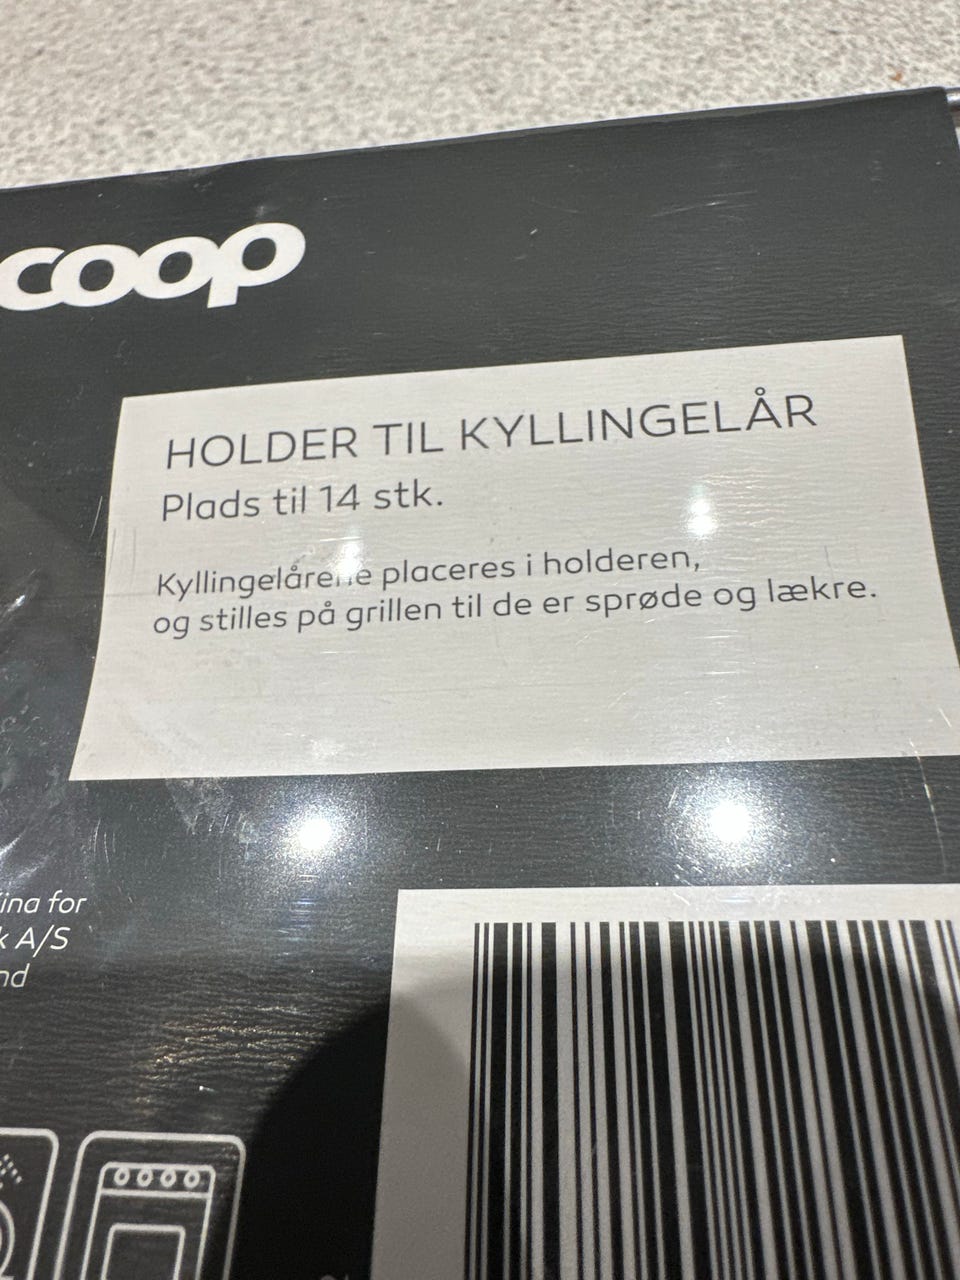 coop
HOLDER TIL KYLLINGELÅR
Plads til 14 stk.
Kyllingelårene placeres i holderen,
og stilles på grillen til de er sprøde og lækre.
for
A/S